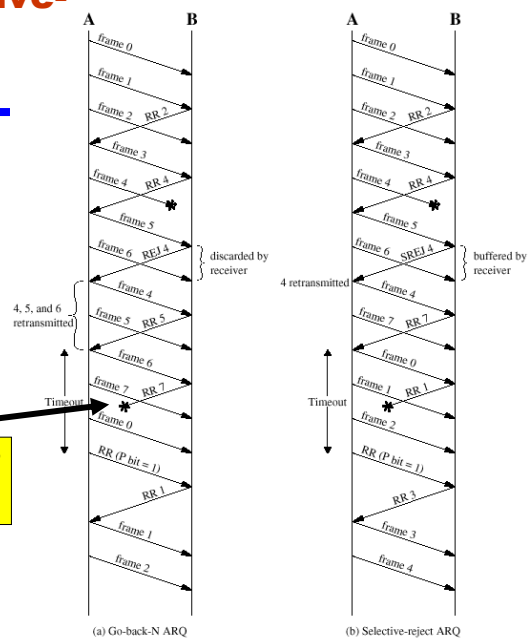 ive-
A B
frame 0
frame 1
frame 2
RR 2
frame 3
frame 4
RR 4
frame 5
frame 6
REJ 4
discarded by
receiver
frame 4
4, 5, and 6
retransmitted
frame 5
RR 5
frame 6
frame 7
RR 7
Timeout
frame 0
RR (P bit = 1)
RR 1
frame 1
frame 2
(a) Go-back-N ARQ
A B
frame 0
frame 1
frame 2
RR 2
frame 3
frame 4
RR 4
frame 5
frame 6
SREJ 4
buffered by
receiver
4 retransmitted
frame 4
frame 7
RR 7
frame 0
frame 1
RR 1
Timeout
frame 2
RR (P bit = 1)
RR 3
frame 3
frame 4
(b) Selective-reject ARQ